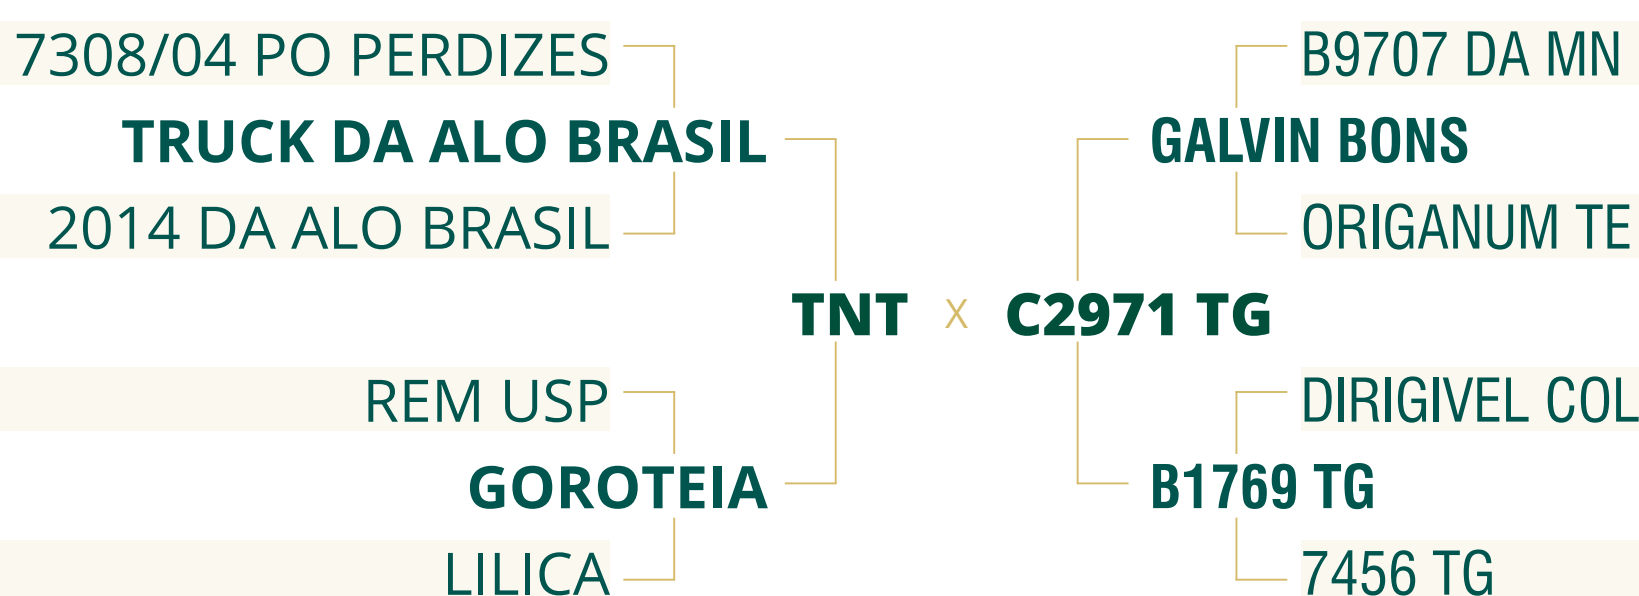 7308/04 PO PERDIZES
B9707 DA MN
TRUCK DA ALO BRASIL
GALVIN BONS
2014 DA ALO BRASIL
ORIGANUM TE
TNT X C2971 TG
REM USP
DIRIGIVEL COL
GOROTEIA
B1769 TG
LILICA
7456 TG